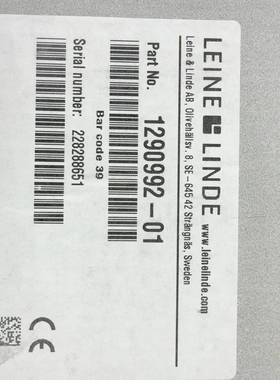 LEINE LINDE
www.leinelinde.com
Leine & Linde AB, Olivehällsv. 8, SE - 645 42 Strängnäs, Sweden
Part No. 1290992-01
Bar code 39
Serial number: 228288651
CE